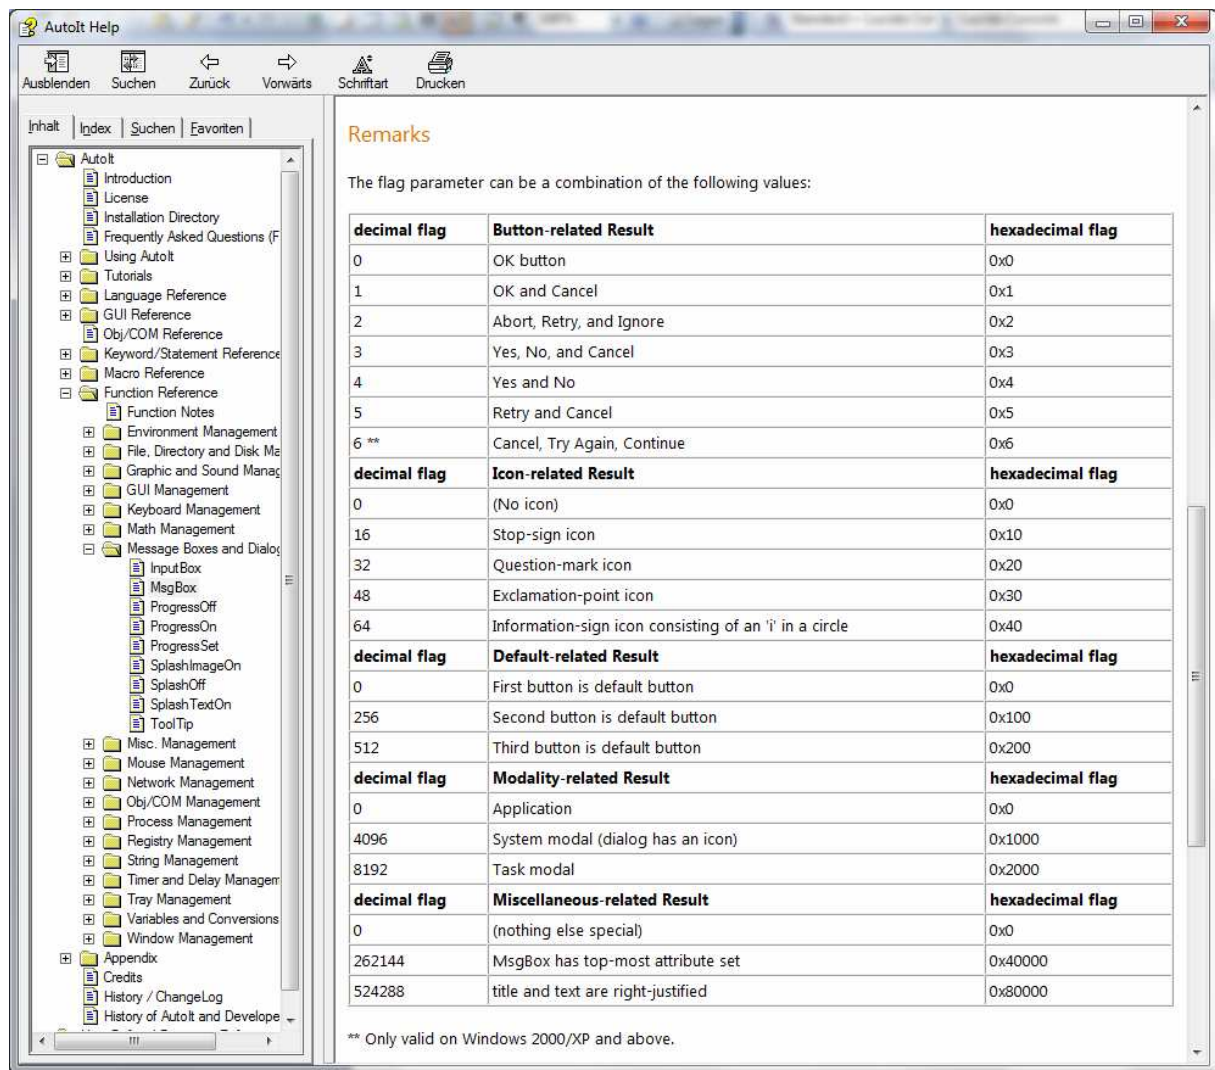 AutoIt Help
Ausblenden Suchen Zurück Vorwärts Schriftart Drucken
Inhalt Index Suchen Favoriten
AutoIt
Introduction
License
Installation Directory
Frequently Asked Questions (F
Using AutoIt
Tutorials
Language Reference
GUI Reference
Obj/COM Reference
Keyword/Statement Reference
Macro Reference
Function Reference
Function Notes
Environment Management
File, Directory and Disk Ma
Graphic and Sound Manag
GUI Management
Keyboard Management
Math Management
Message Boxes and Dialog
InputBox
MsgBox
ProgressOff
ProgressOn
ProgressSet
SplashImageOn
SplashOff
SplashTextOn
ToolTip
Misc. Management
Mouse Management
Network Management
Obj/COM Management
Process Management
Registry Management
String Management
Timer and Delay Managem
Tray Management
Variables and Conversions
Window Management
Appendix
Credits
History / ChangeLog
History of AutoIt and Develope
Remarks
The flag parameter can be a combination of the following values:
decimal flag Button-related Result hexadecimal flag
0 OK button 0x0
1 OK and Cancel 0x1
2 Abort, Retry, and Ignore 0x2
3 Yes, No, and Cancel 0x3
4 Yes and No 0x4
5 Retry and Cancel 0x5
6 ** Cancel, Try Again, Continue 0x6
decimal flag Icon-related Result hexadecimal flag
0 (No icon) 0x0
16 Stop-sign icon 0x10
32 Question-mark icon 0x20
48 Exclamation-point icon 0x30
64 Information-sign icon consisting of an 'i' in a circle 0x40
decimal flag Default-related Result hexadecimal flag
0 First button is default button 0x0
256 Second button is default button 0x100
512 Third button is default button 0x200
decimal flag Modality-related Result hexadecimal flag
0 Application 0x0
4096 System modal (dialog has an icon) 0x1000
8192 Task modal 0x2000
decimal flag Miscellaneous-related Result hexadecimal flag
0 (nothing else special) 0x0
262144 MsgBox has top-most attribute set 0x40000
524288 title and text are right-justified 0x80000
** Only valid on Windows 2000/XP and above.